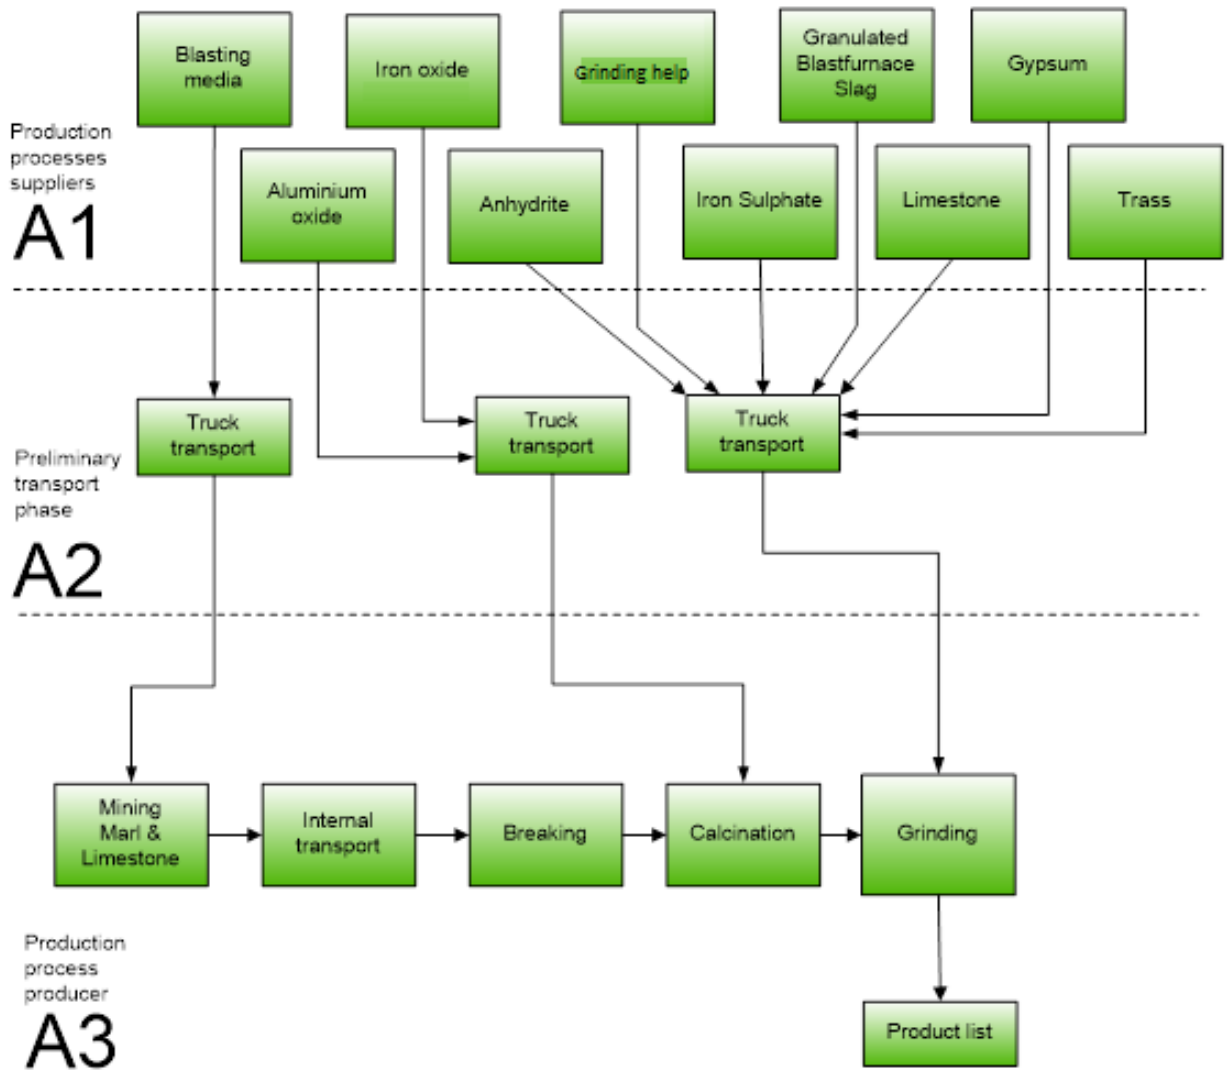 Blasting
media
Iron oxide
Grinding help
Granulated
Blastfurnace
Slag
Gypsum
Production
processes
suppliers
A1
Aluminium
oxide
Anhydrite
Iron Sulphate
Limestone
Trass
Truck
transport
Truck
transport
Truck
transport
Preliminary
transport
phase
A2
Mining
Marl &
Limestone
Internal
transport
Breaking
Calcination
Grinding
Production
process
producer
A3
Product list